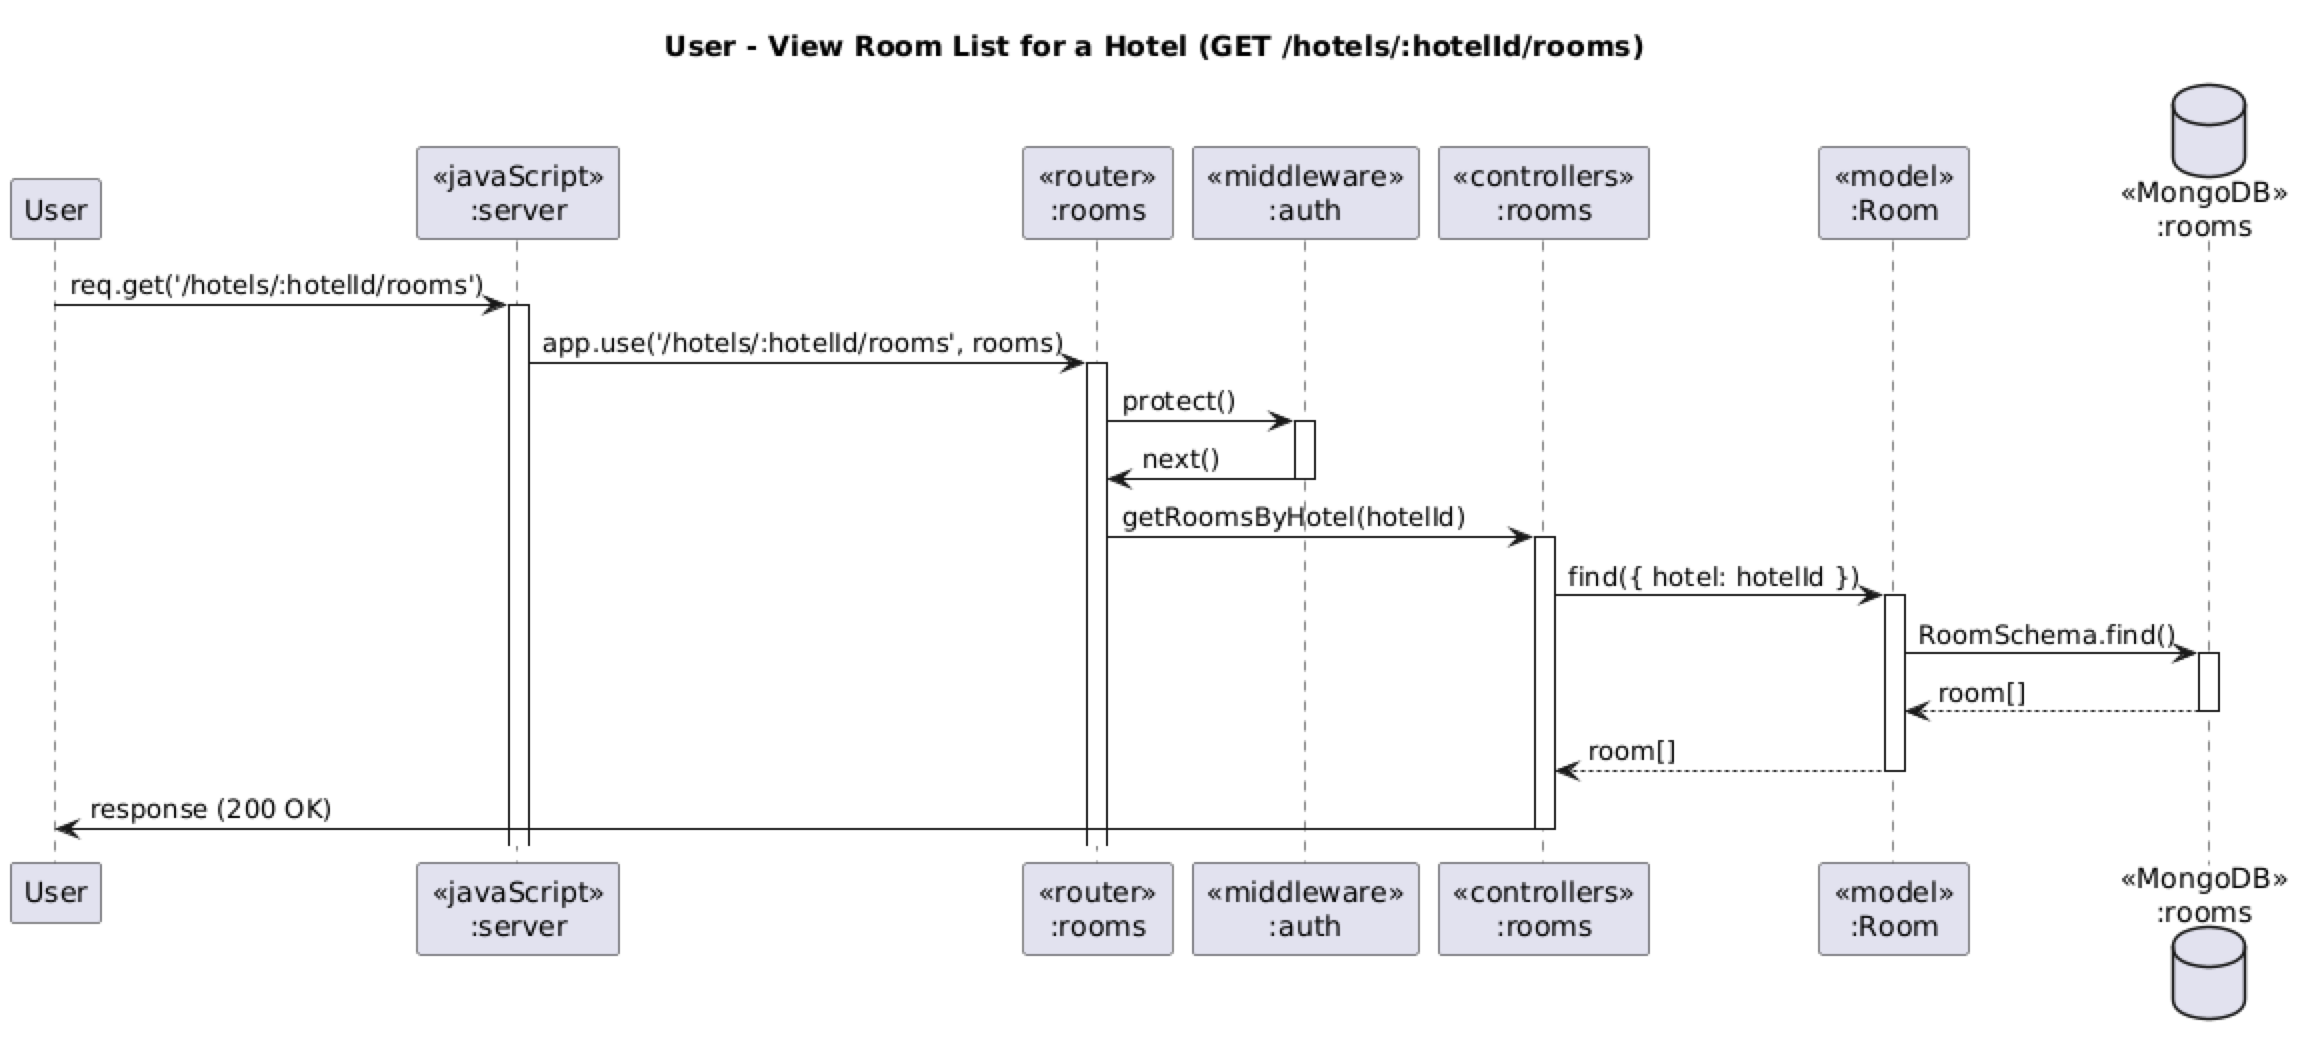 User - View Room List for a Hotel (GET /hotels/:hotelId/rooms)
User
«javaScript»
:server
«router»
:rooms
«middleware»
:auth
«controllers»
:rooms
«model»
:Room
«MongoDB»
:rooms
req.get('/hotels/:hotelId/rooms')
app.use('/hotels/:hotelId/rooms', rooms)
protect()
next()
getRoomsByHotel(hotelId)
find({ hotel: hotelId })
RoomSchema.find()
room[]
room[]
response (200 OK)
User
«javaScript»
:server
«router»
:rooms
«middleware»
:auth
«controllers»
:rooms
«model»
:Room
«MongoDB»
:rooms